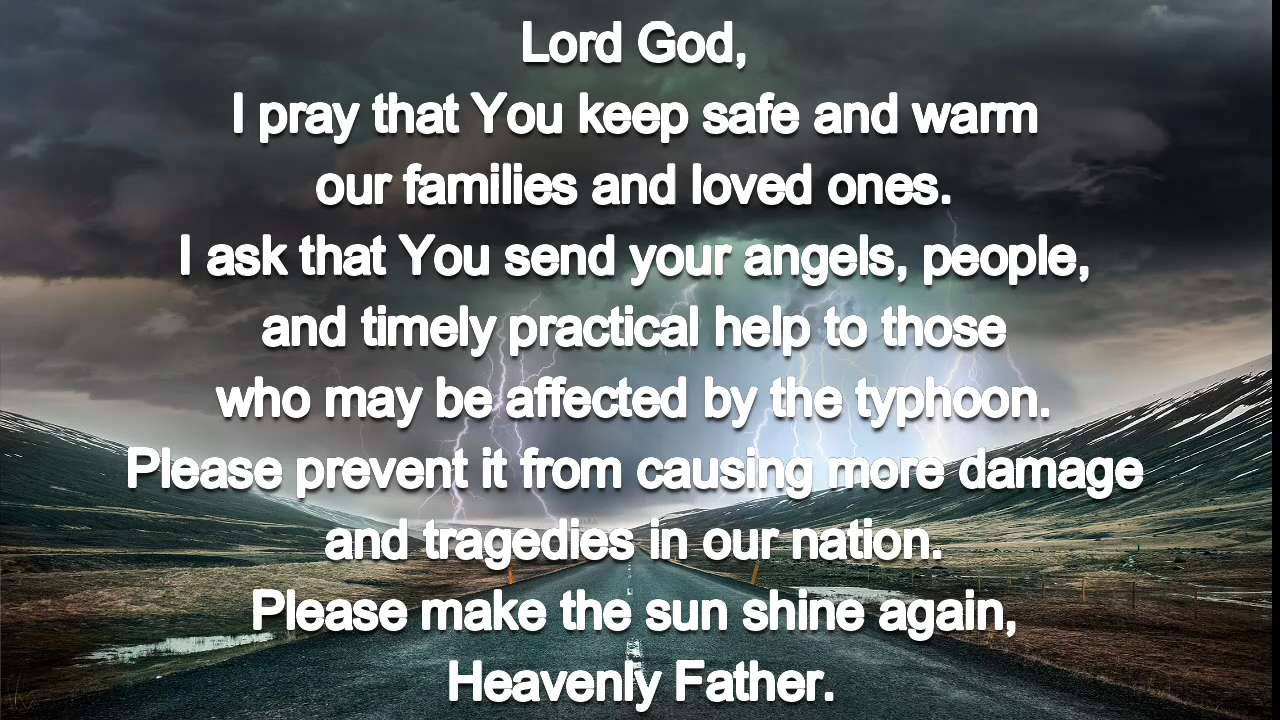 Lord God,
I pray that You keep safe and warm
our families and loved ones.
I ask that You send your angels, people,
and timely practical help to those
who may be affected by the typhoon.
Please prevent it from causing more damage
and tragedies in our nation.
Please make the sun shine again,
Heavenly Father.